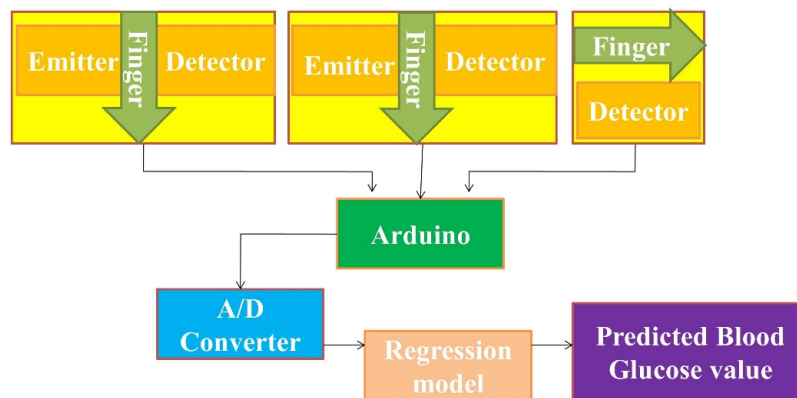 Emitter
Finger
Detector
Emitter
Finger
Detector
Finger
Detector
Arduino
A/D
Converter
Regression
model
Predicted Blood
Glucose value